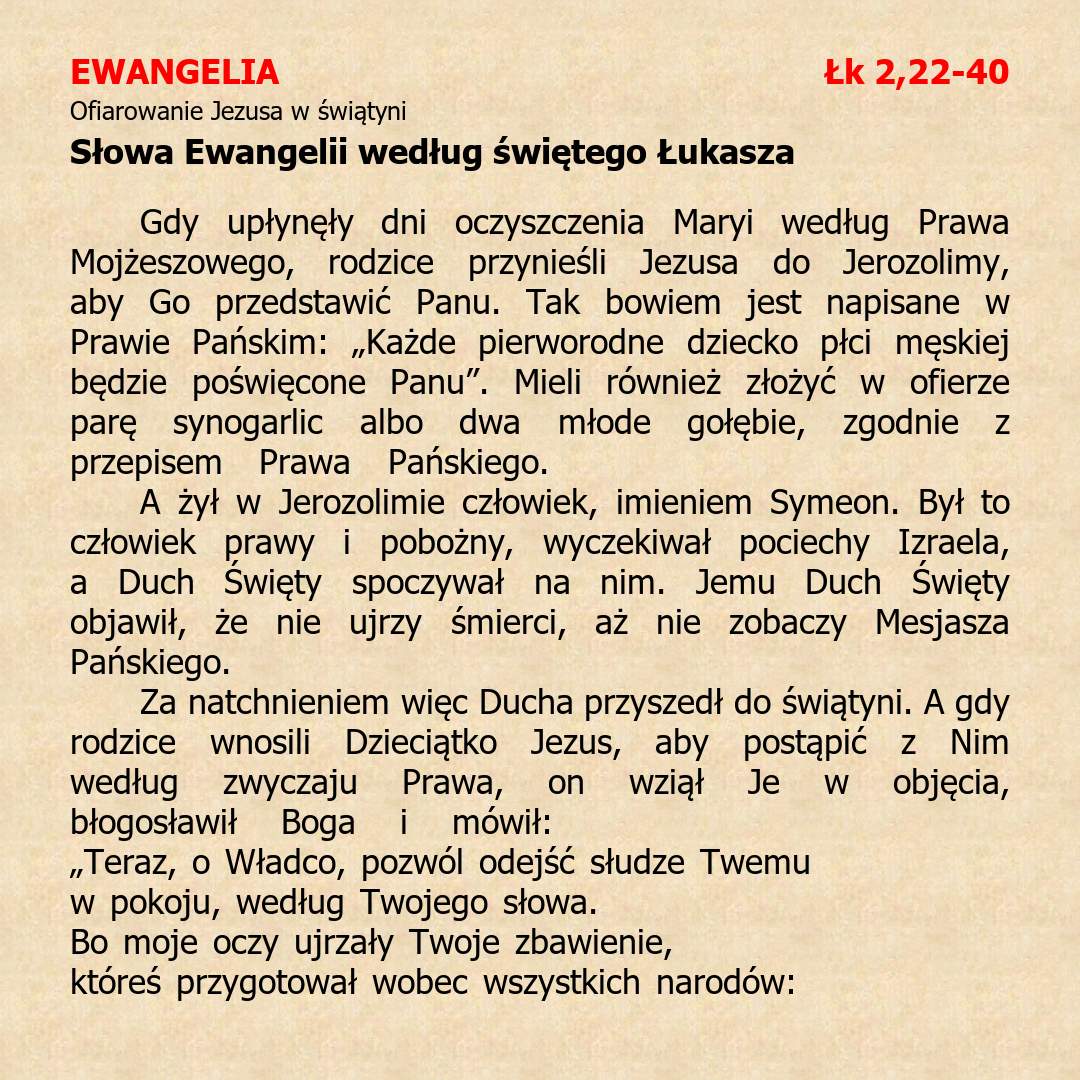 EWANGELIA Łk 2,22-40
Ofiarowanie Jezusa w świątyni
Słowa Ewangelii według świętego Łukasza
Gdy upłynęły dni oczyszczenia Maryi według Prawa
Mojżeszowego, rodzice przynieśli Jezusa do Jerozolimy,
aby Go przedstawić Panu. Tak bowiem jest napisane w
Prawie Pańskim: „Każde pierworodne dziecko płci męskiej
będzie poświęcone Panu”. Mieli również złożyć w ofierze
parę synogarlic albo dwa młode gołębie, zgodnie z
przepisem Prawa Pańskiego.
A żył w Jerozolimie człowiek, imieniem Symeon. Był to
człowiek prawy i pobożny, wyczekiwał pociechy Izraela,
a Duch Święty spoczywał na nim. Jemu Duch Święty
objawił, że nie ujrzy śmierci, aż nie zobaczy Mesjasza
Pańskiego.
Za natchnieniem więc Ducha przyszedł do świątyni. A gdy
rodzice wnosili Dzieciątko Jezus, aby postąpić z Nim
według zwyczaju Prawa, on wziął Je w objęcia,
błogosławił Boga i mówił:
„Teraz, o Władco, pozwól odejść słudze Twemu
w pokoju, według Twojego słowa.
Bo moje oczy ujrzały Twoje zbawienie,
któreś przygotował wobec wszystkich narodów: